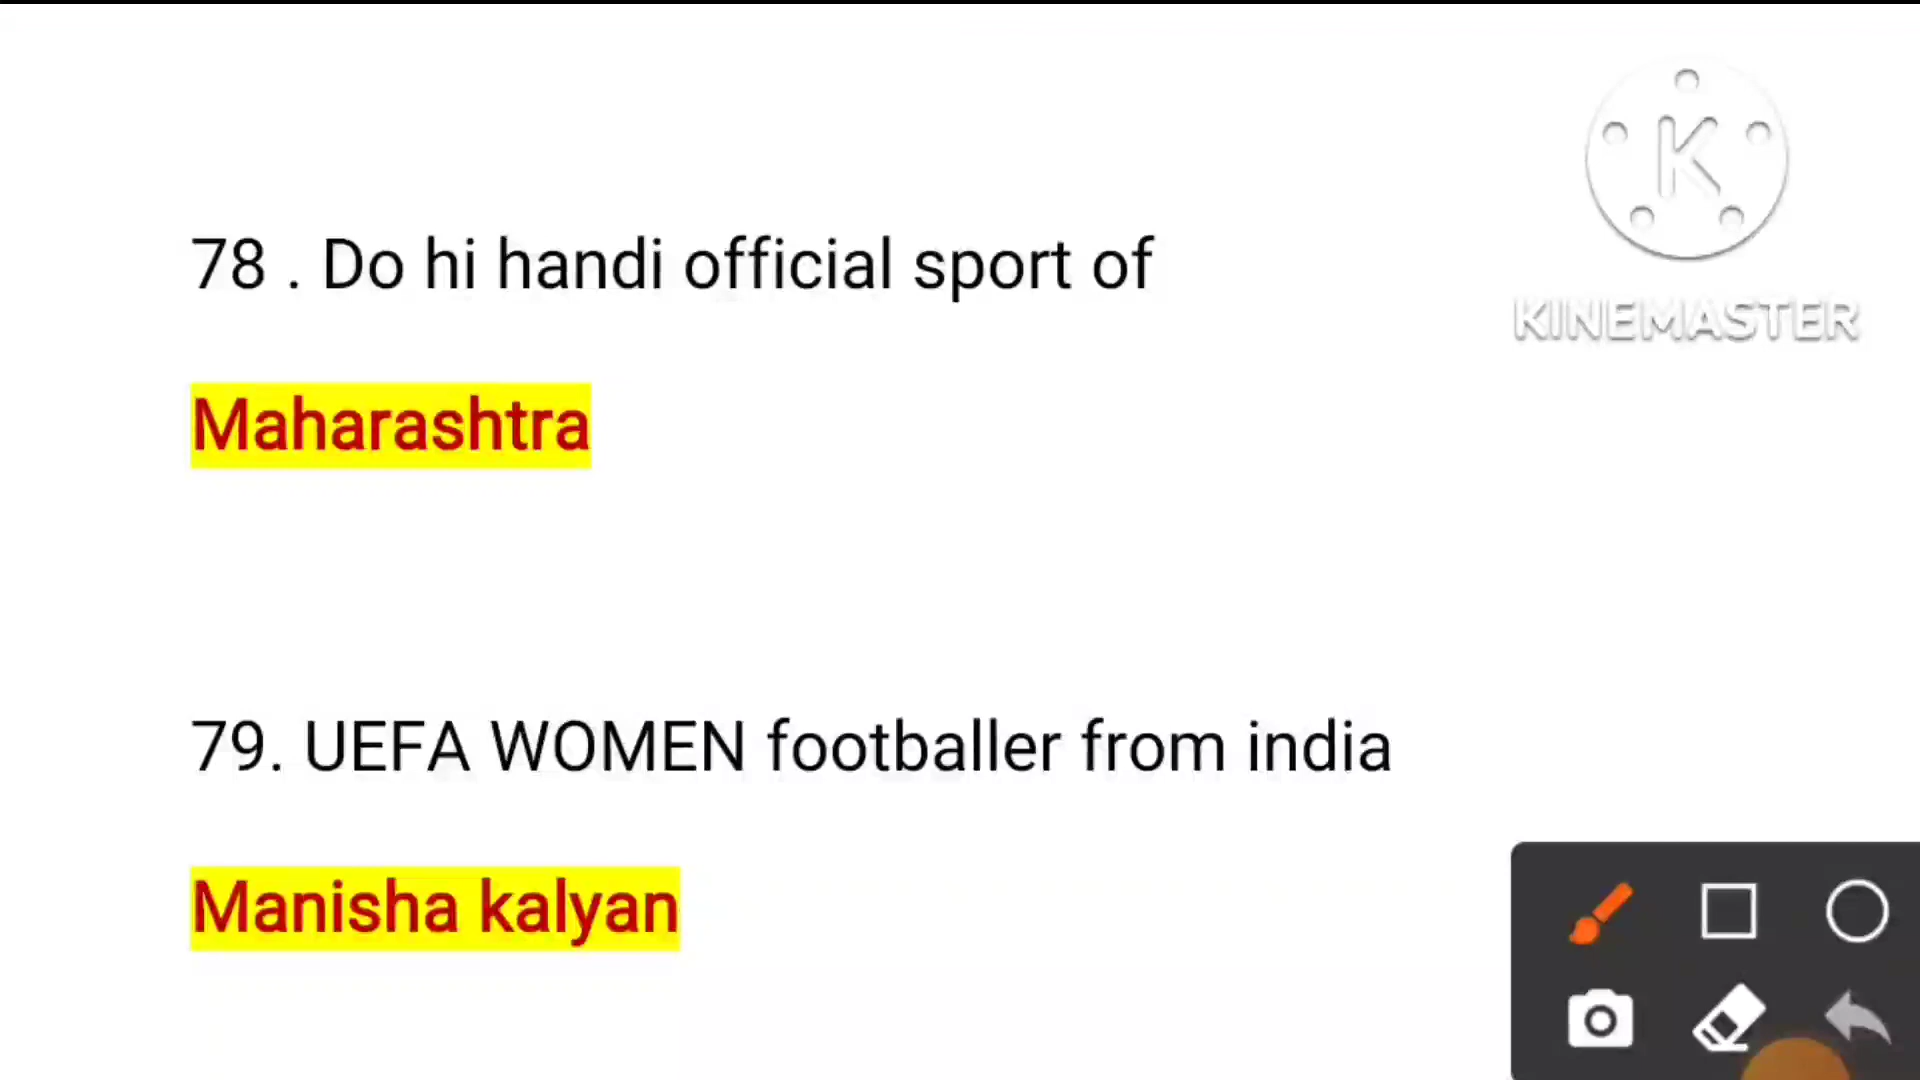 78 . Do hi handi official sport of
Maharashtra
79. UEFA WOMEN footballer from india
Manisha kalyan
K
KINEMASTER